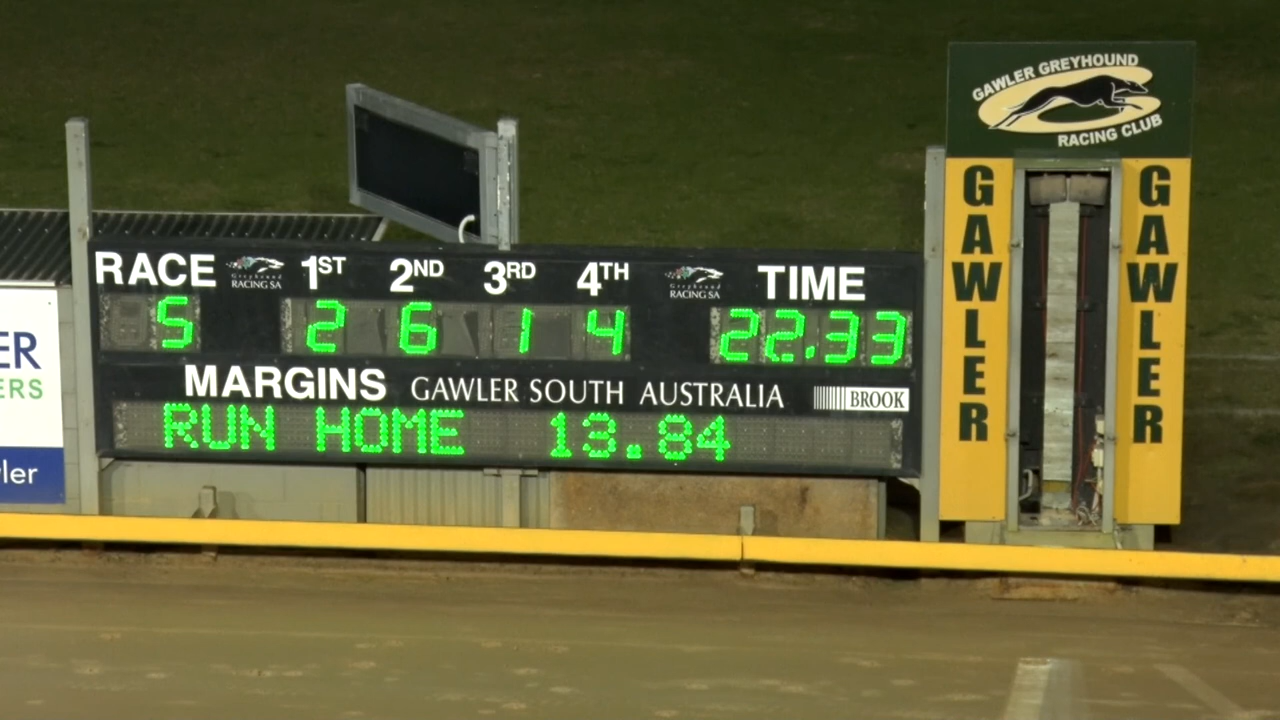 GAWLER GREYHOUND
RACING CLUB
GAWLER
GAWLER
RACE
Greyhound
RACING SA
1ST 2ND 3RD 4TH
Greyhound
RACING SA
TIME
5 2 6 1 4 22.33
MARGINS GAWLER SOUTH AUSTRALIA BROOK
RUN HOME 13.84
ER
ERS
ler